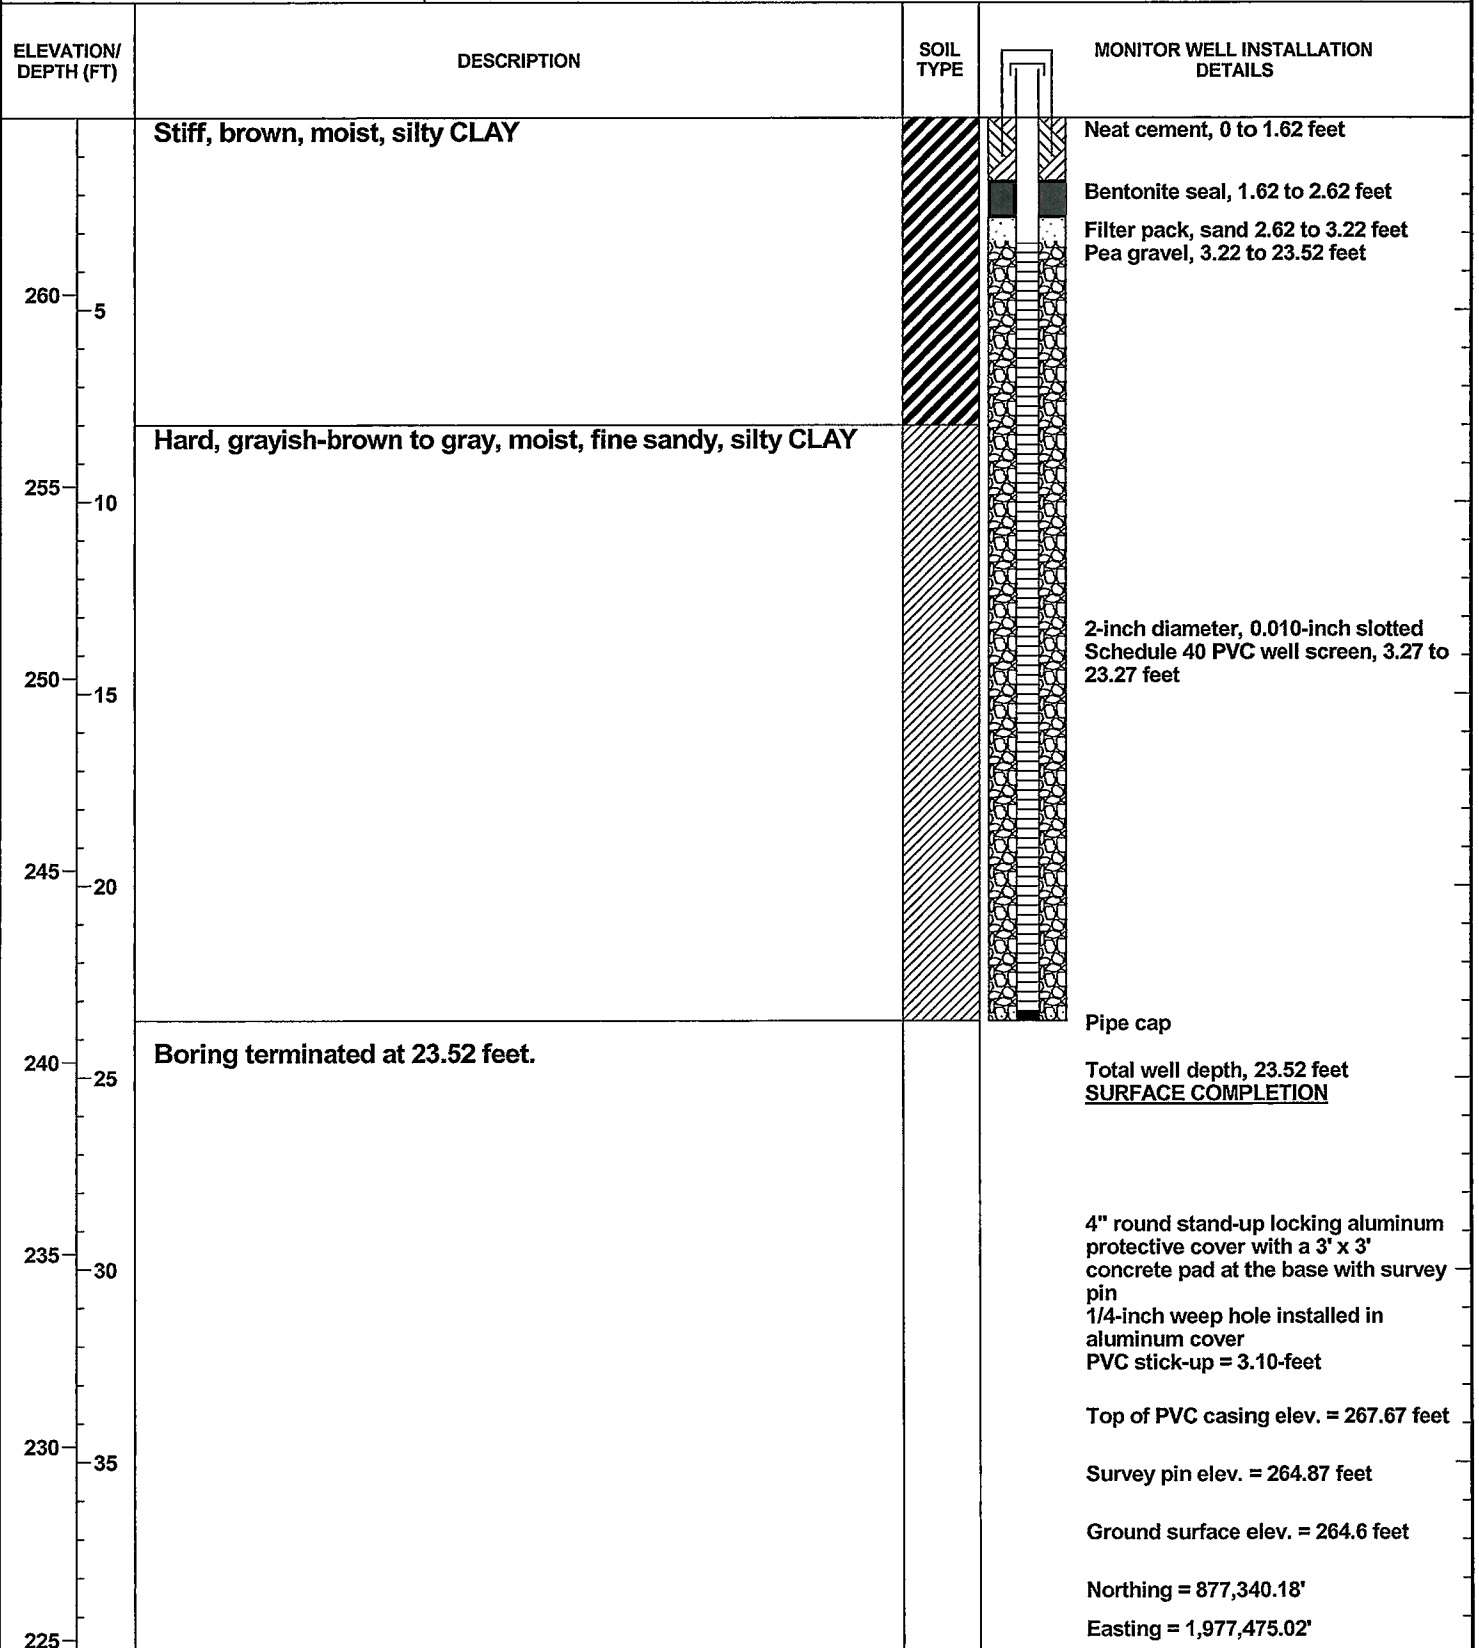 ELEVATION/
DEPTH (FT)
DESCRIPTION
SOIL
TYPE
MONITOR WELL INSTALLATION
DETAILS
Stiff, brown, moist, silty CLAY
Neat cement, 0 to 1.62 feet
Bentonite seal, 1.62 to 2.62 feet
Filter pack, sand 2.62 to 3.22 feet
Pea gravel, 3.22 to 23.52 feet
260
5
Hard, grayish-brown to gray, moist, fine sandy, silty CLAY
255
10
2-inch diameter, 0.010-inch slotted
Schedule 40 PVC well screen, 3.27 to
23.27 feet
250
15
245
20
Pipe cap
Boring terminated at 23.52 feet.
240
25
Total well depth, 23.52 feet
SURFACE COMPLETION
4" round stand-up locking aluminum
protective cover with a 3' x 3'
concrete pad at the base with survey
pin
235
30
1/4-inch weep hole installed in
aluminum cover
PVC stick-up = 3.10-feet
Top of PVC casing elev. = 267.67 feet
230
35
Survey pin elev. = 264.87 feet
Ground surface elev. = 264.6 feet
Northing = 877,340.18'
Easting = 1,977,475.02'
225